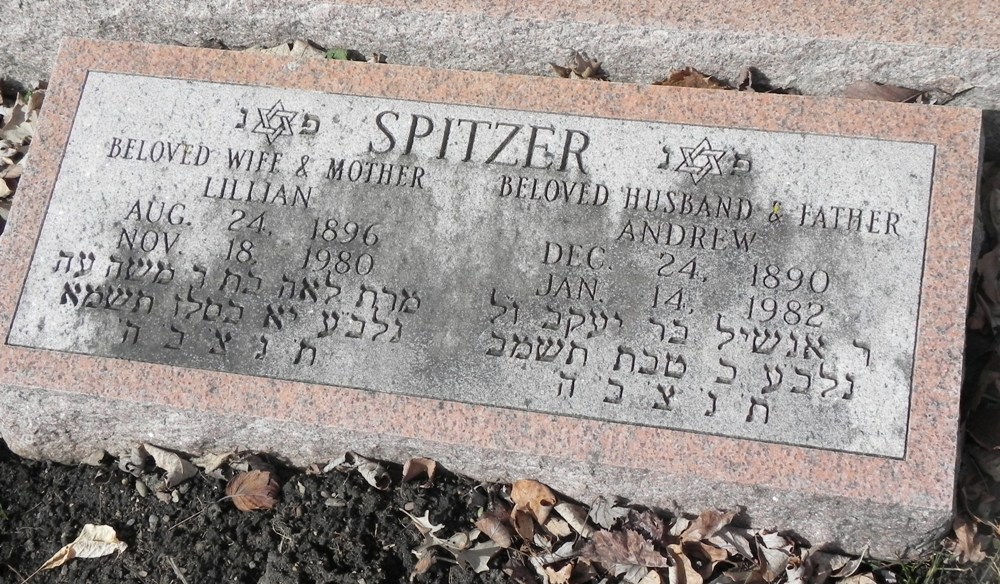 SPITZER
פ נ
BELOVED WIFE & MOTHER
LILLIAN
AUG. 24, 1896
NOV. 18, 1980
מרת לאה בת ר משה עה
נלבע יא כסלו תשמא
ת נ צ ב ה
פ נ
BELOVED HUSBAND & FATHER
ANDREW
DEC. 24, 1890
JAN. 14, 1982
ר אנשיל בר יעקב זל
נלבע כ טבת תשמב
ת נ צ ב ה